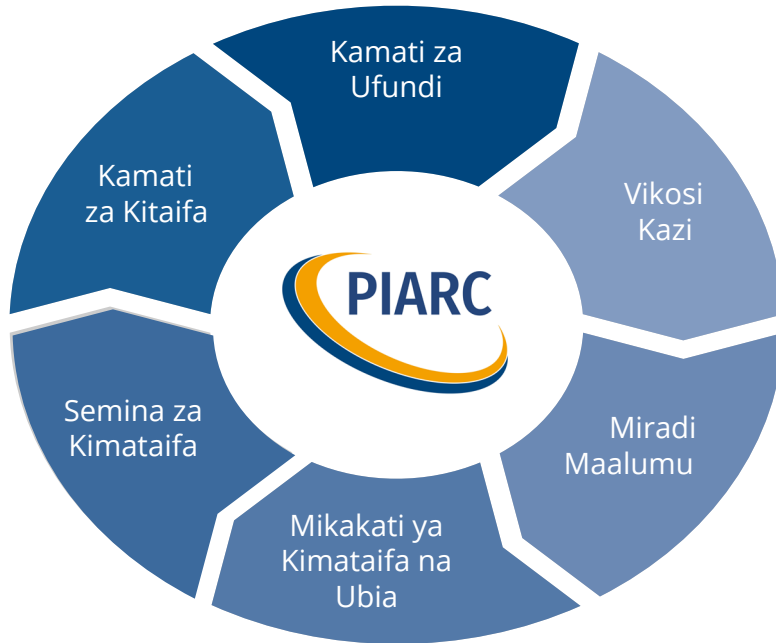 Kamati za
Ufundi
Vikosi
Kazi
Miradi
Maalumu
Mikakati ya
Kimataifa na
Ubia
Semina za
Kimataifa
Kamati
za Kitaifa
PIARC